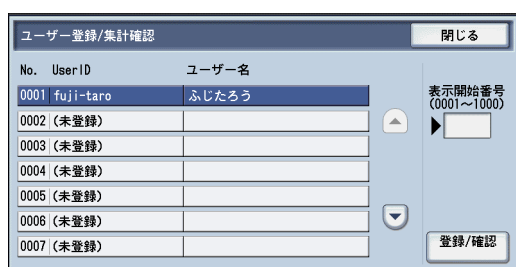 ユーザー登録/集計確認
閉じる
No. UserID ユーザー名
0001 fuji-taro ふじたろう
0002 (未登録)
0003 (未登録)
0004 (未登録)
0005 (未登録)
0006 (未登録)
0007 (未登録)
表示開始番号
(0001～1000)
登録/確認